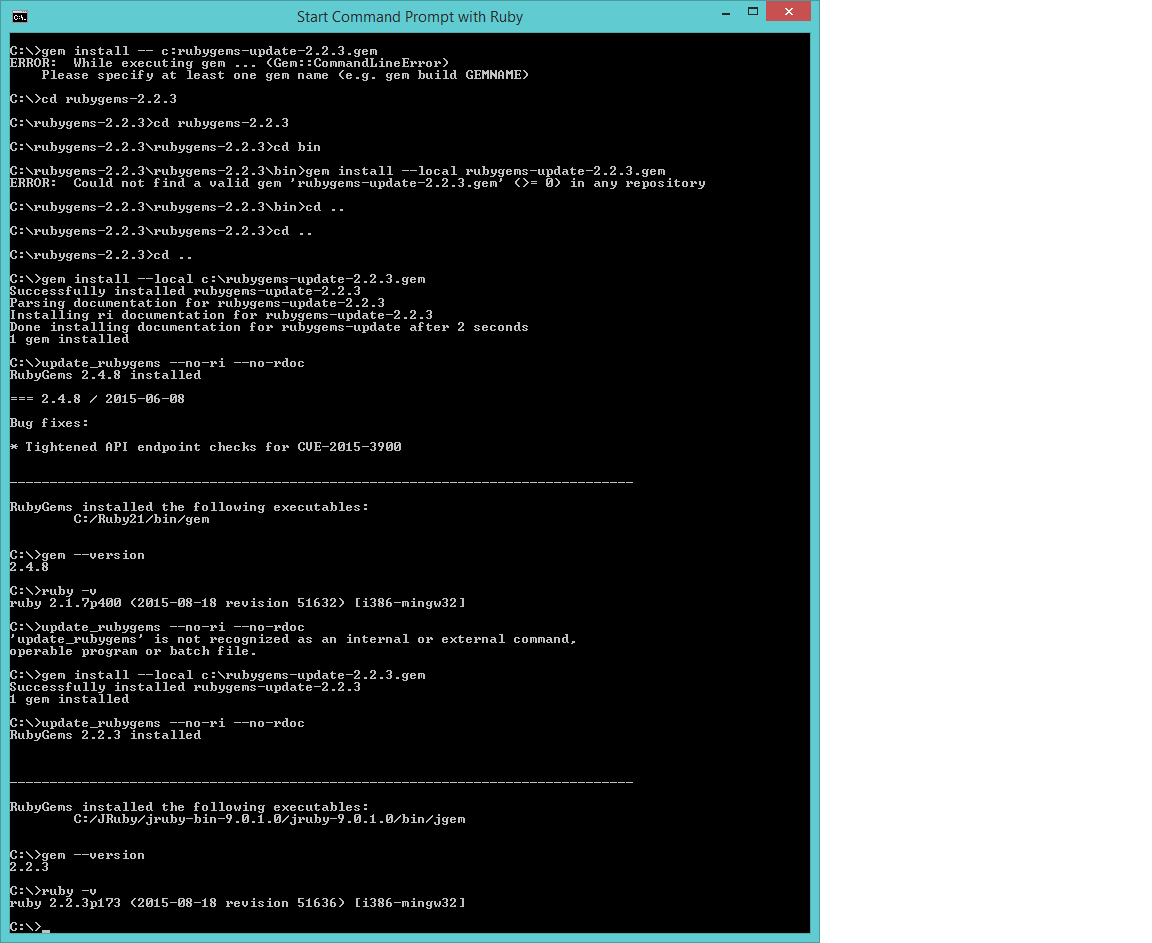 Start Command Prompt with Ruby
C:\>gem install -- c:rubygems-update-2.2.3.gem
ERROR:  While executing gem ... (Gem::CommandLineError)
    Please specify at least one gem name (e.g. gem build GEMNAME)
C:\>cd rubygems-2.2.3
C:\rubygems-2.2.3>cd rubygems-2.2.3
C:\rubygems-2.2.3\rubygems-2.2.3>cd bin
C:\rubygems-2.2.3\rubygems-2.2.3\bin>gem install --local rubygems-update-2.2.3.gem
ERROR:  Could not find a valid gem 'rubygems-update-2.2.3.gem' (>= 0) in any repository
C:\rubygems-2.2.3\rubygems-2.2.3\bin>cd ..
C:\rubygems-2.2.3\rubygems-2.2.3>cd ..
C:\rubygems-2.2.3>cd ..
C:\>gem install --local c:\rubygems-update-2.2.3.gem
Successfully installed rubygems-update-2.2.3
Parsing documentation for rubygems-update-2.2.3
Installing ri documentation for rubygems-update-2.2.3
Done installing documentation for rubygems-update after 2 seconds
1 gem installed
C:\>update_rubygems --no-ri --no-rdoc
RubyGems 2.4.8 installed
=== 2.4.8 / 2015-06-08
Bug fixes:
* Tightened API endpoint checks for CVE-2015-3900
------------------------------------------------------------------------------
RubyGems installed the following executables:
        C:/Ruby21/bin/gem
C:\>gem --version
2.4.8
C:\>ruby -v
ruby 2.1.7p400 (2015-08-18 revision 51632) [i386-mingw32]
C:\>update_rubygems --no-ri --no-rdoc
'update_rubygems' is not recognized as an internal or external command,
operable program or batch file.
C:\>gem install --local c:\rubygems-update-2.2.3.gem
Successfully installed rubygems-update-2.2.3
1 gem installed
C:\>update_rubygems --no-ri --no-rdoc
RubyGems 2.2.3 installed
------------------------------------------------------------------------------
RubyGems installed the following executables:
        C:/JRuby/jruby-bin-9.0.1.0/jruby-9.0.1.0/bin/jgem
C:\>gem --version
2.2.3
C:\>ruby -v
ruby 2.2.3p173 (2015-08-18 revision 51636) [i386-mingw32]
C:\>_